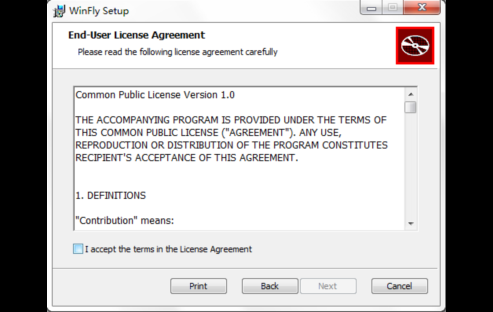 WinFly Setup
End-User License Agreement
Please read the following license agreement carefully
Common Public License Version 1.0
THE ACCOMPANYING PROGRAM IS PROVIDED UNDER THE TERMS OF
THIS COMMON PUBLIC LICENSE ("AGREEMENT"). ANY USE,
REPRODUCTION OR DISTRIBUTION OF THE PROGRAM CONSTITUTES
RECIPIENT'S ACCEPTANCE OF THIS AGREEMENT.
1. DEFINITIONS
"Contribution" means:
I accept the terms in the License Agreement
Print Back Next Cancel